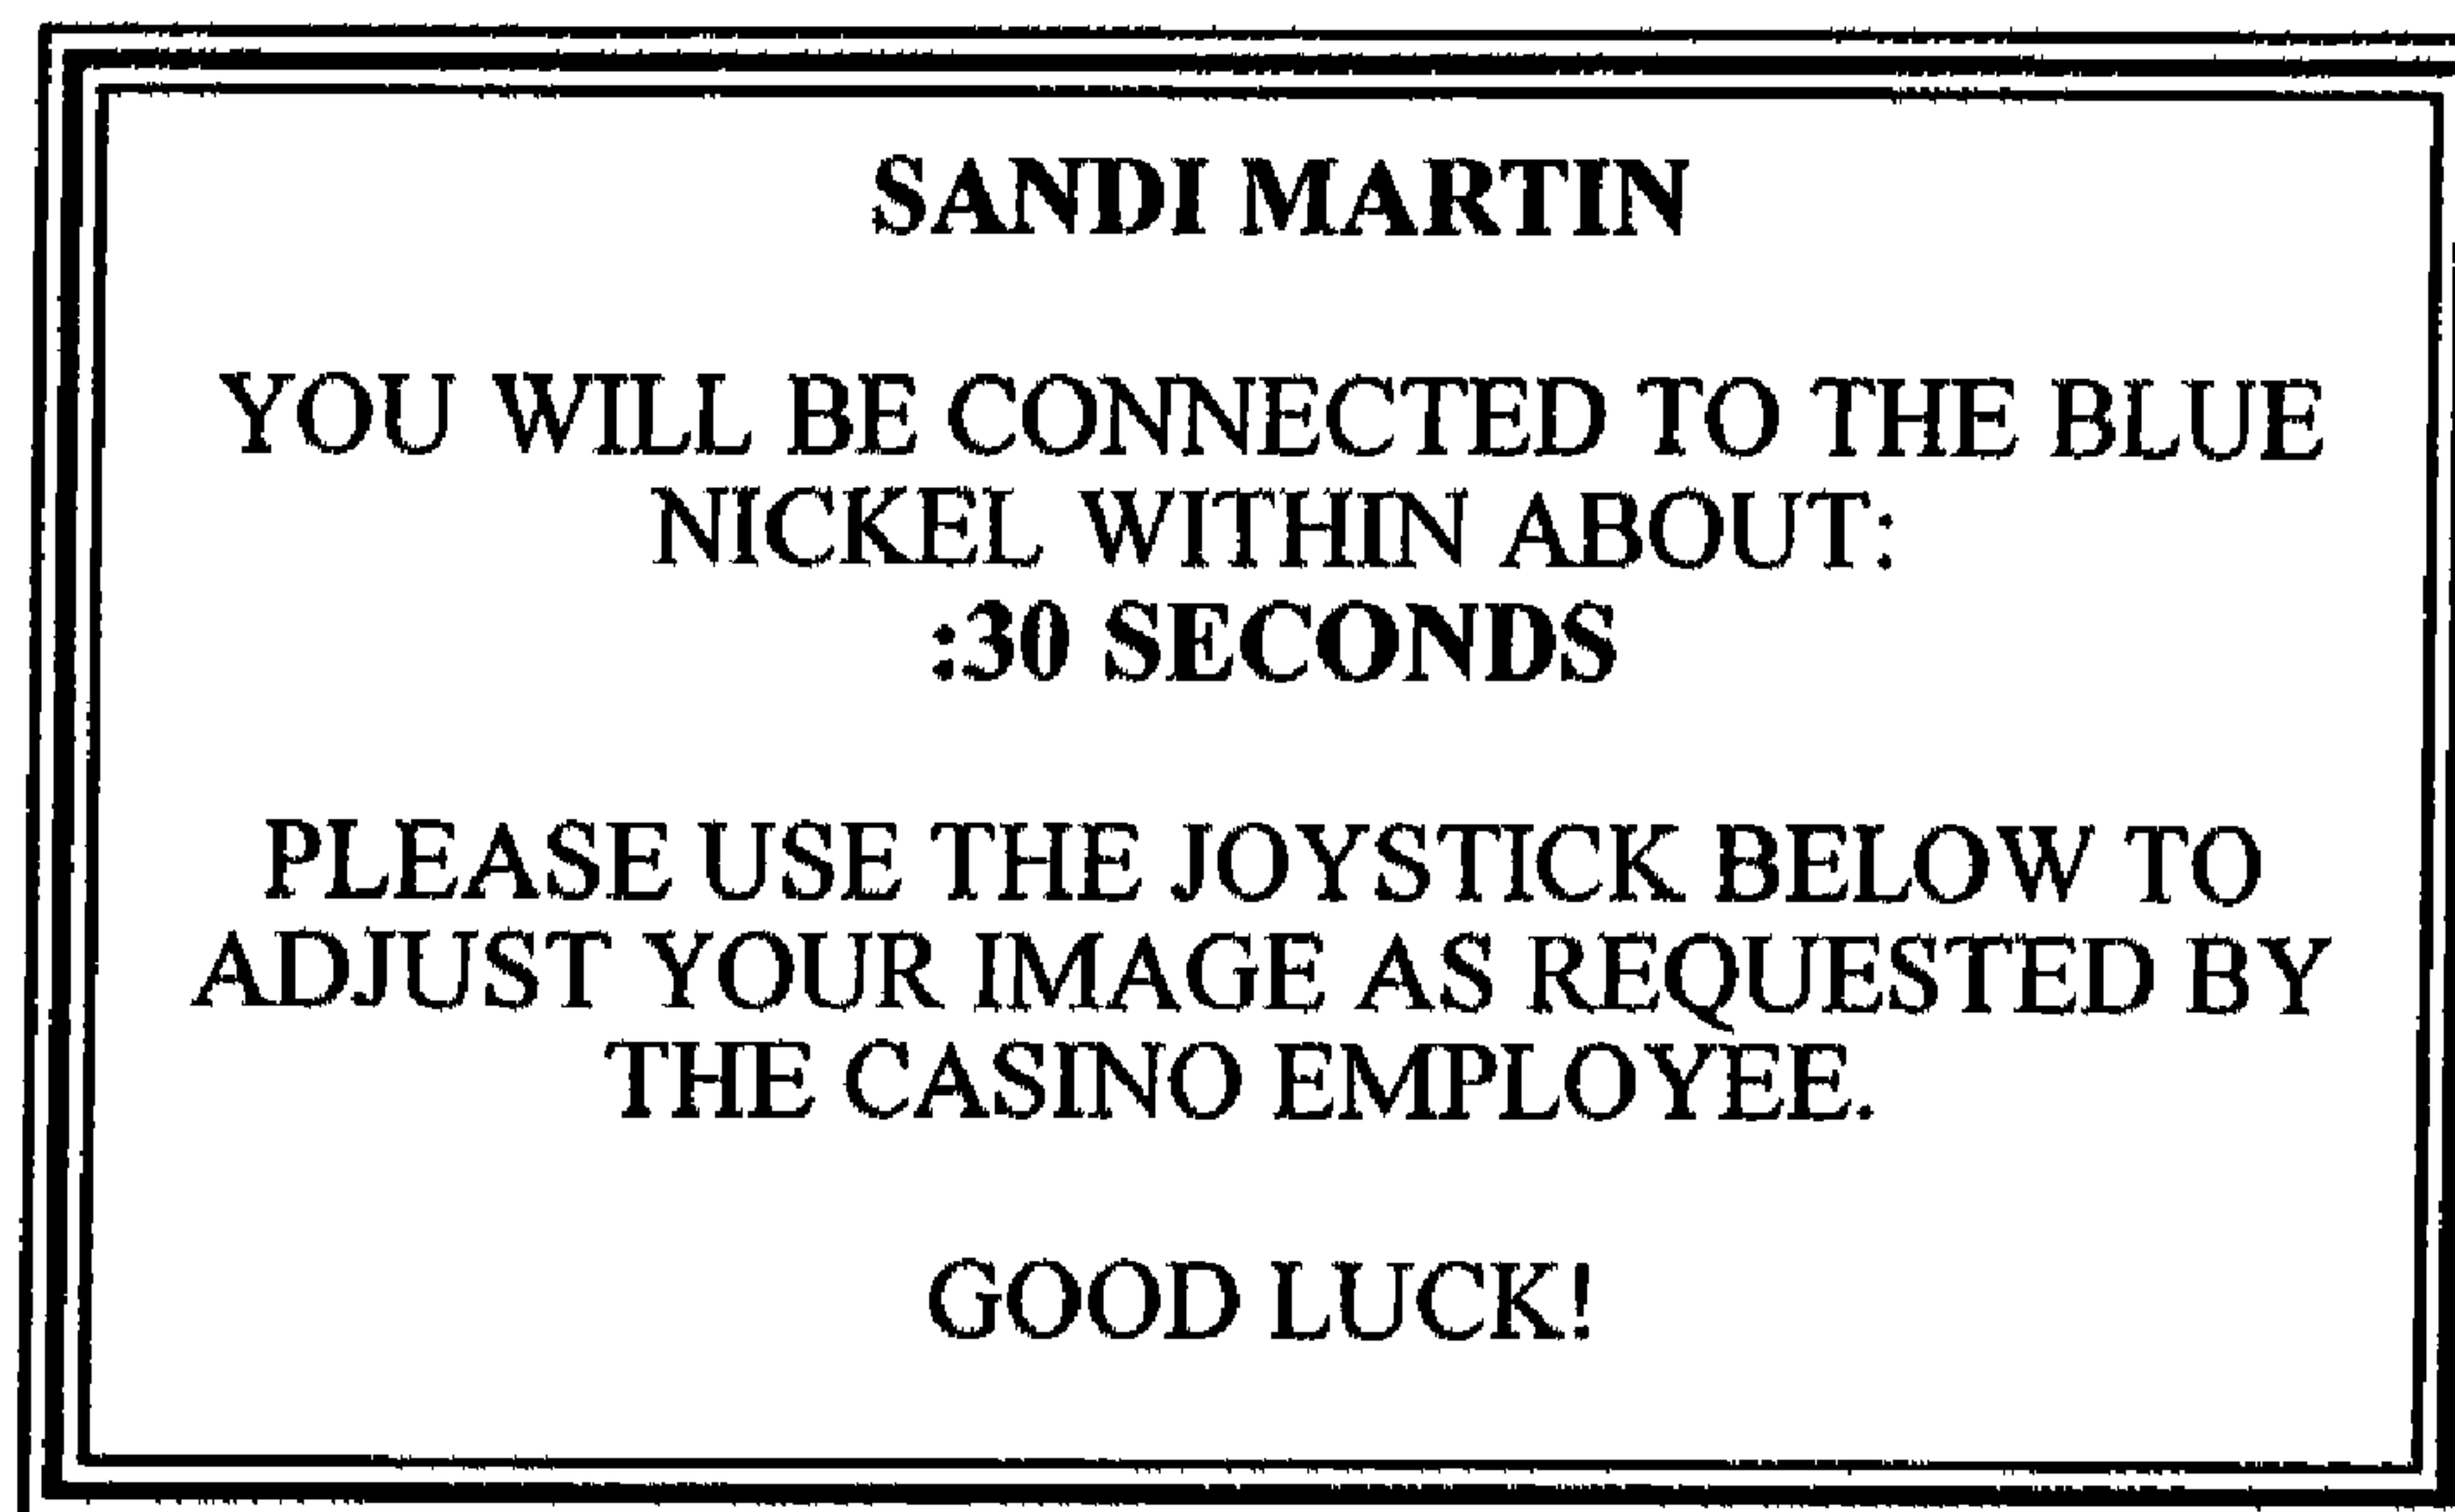 SANDI MARTIN
YOU WILL BE CONNECTED TO THE BLUE
NICKEL WITHIN ABOUT:
:30 SECONDS
PLEASE USE THE JOYSTICK BELOW TO
ADJUST YOUR IMAGE AS REQUESTED BY
THE CASINO EMPLOYEE.
GOOD LUCK!